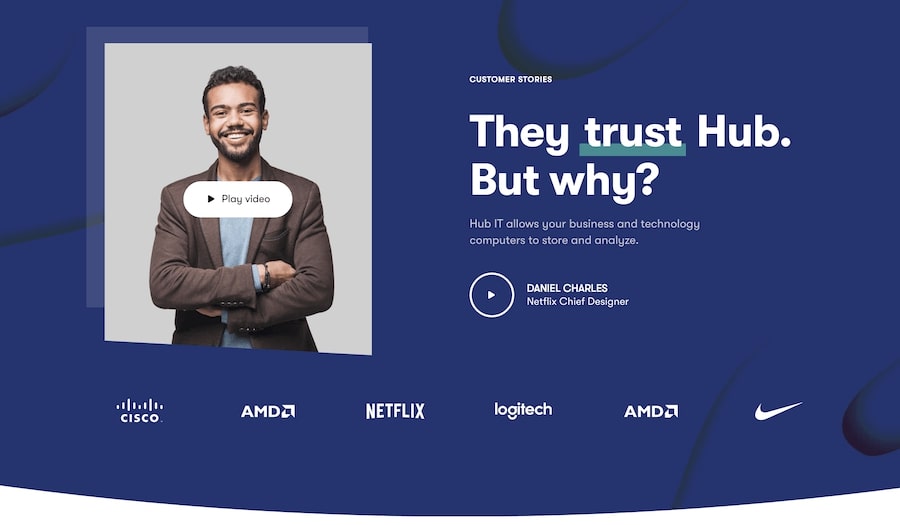 CUSTOMER STORIES
They trust Hub.
But why?
Play video
Hub IT allows your business and technology
computers to store and analyze.
DANIEL CHARLES
Netflix Chief Designer
CISCO.
AMD
NETFLIX
logitech
AMD